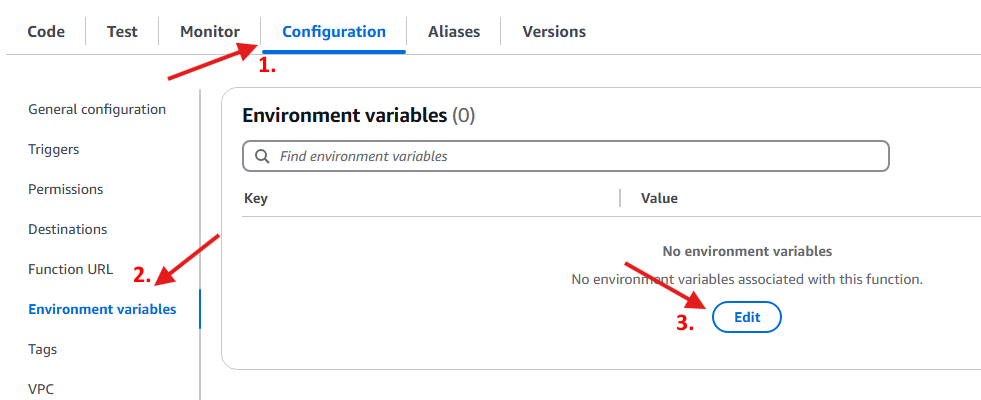 Code Test Monitor Configuration Aliases Versions
1.
General configuration
Triggers
Permissions
Destinations
Function URL
2.
Environment variables
Tags
VPC
Environment variables (0)
Find environment variables
Key Value
No environment variables
No environment variables associated with this function.
3.
Edit